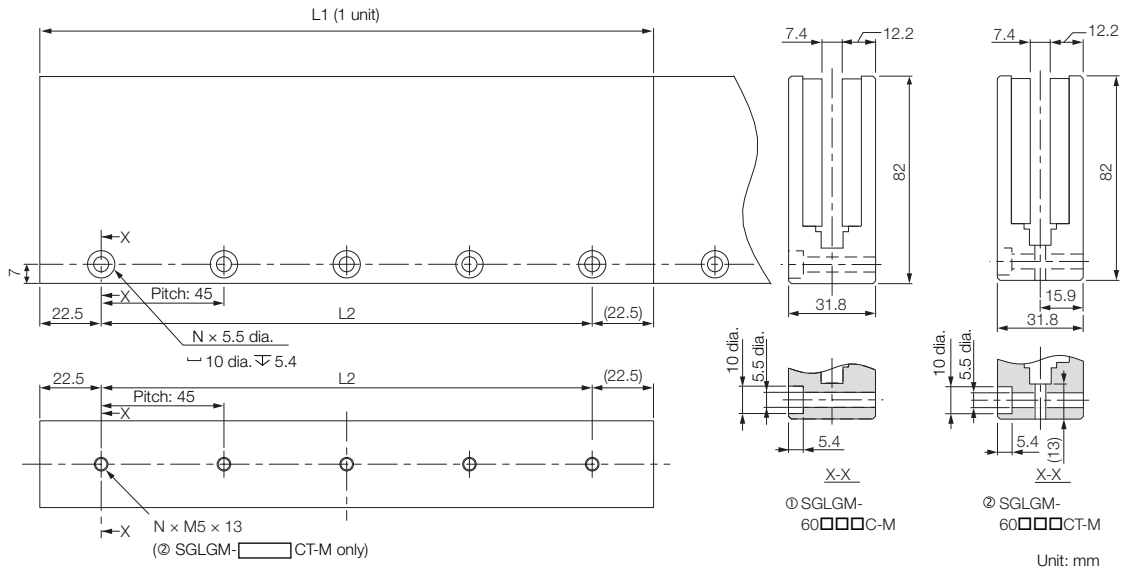 L1 (1 unit)
7
X
X
Pitch: 45
22.5
L2
(22.5)
N × 5.5 dia.
⌴ 10 dia. ↧ 5.4
22.5
L2
(22.5)
Pitch: 45
X
X
N × M5 × 13
(② SGLGM-□CT-M only)
7.4
12.2
82
31.8
10 dia.
5.5 dia.
5.4
X-X
① SGLGM-
60□□□C-M
7.4
12.2
82
15.9
31.8
10 dia.
5.5 dia.
5.4
(13)
X-X
② SGLGM-
60□□□CT-M
Unit: mm